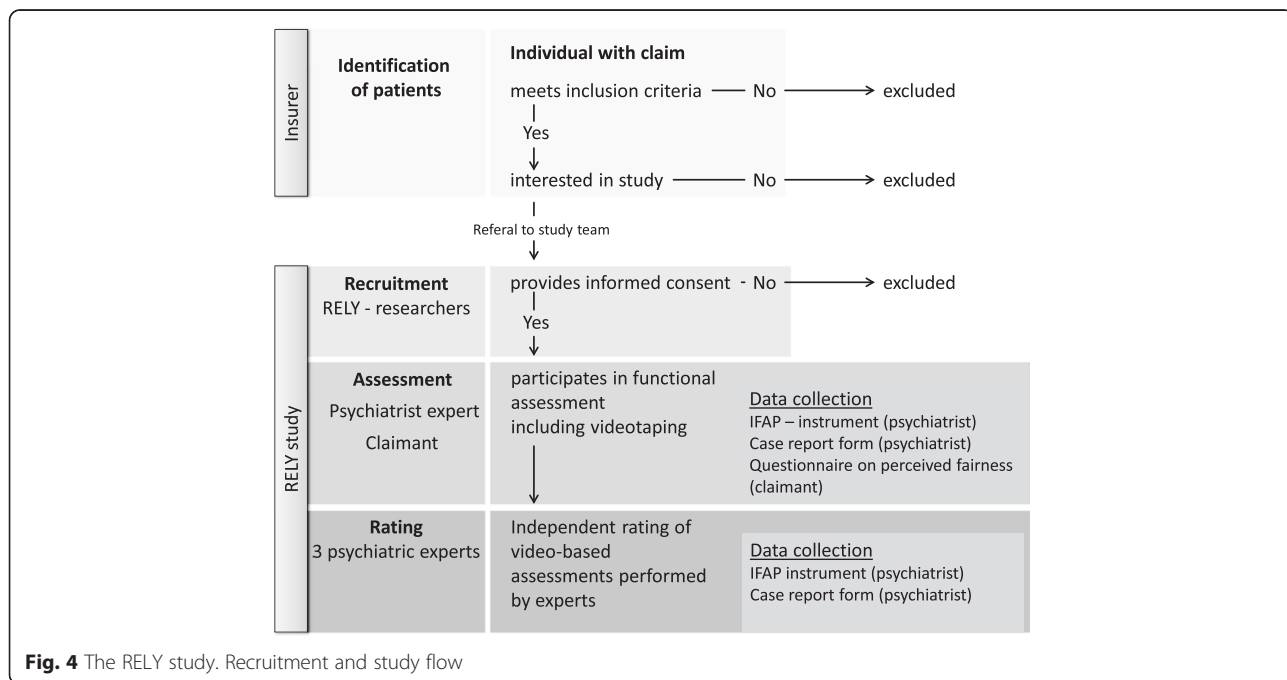 Insurer
Identification
of patients
Individual with claim
meets inclusion criteria
No
excluded
Yes
interested in study
No
excluded
Referal to study team
RELY study
Recruitment
RELY - researchers
provides informed consent - No
excluded
Yes
Assessment
Psychiatrist expert
Claimant
participates in functional
assessment
including videotaping
Data collection
IFAP – instrument (psychiatrist)
Case report form (psychiatrist)
Questionnaire on perceived fairness
(claimant)
Rating
3 psychiatric experts
Independent rating of
video-based
assessments performed
by experts
Data collection
IFAP instrument (psychiatrist)
Case report form (psychiatrist)
Fig. 4 The RELY study. Recruitment and study flow